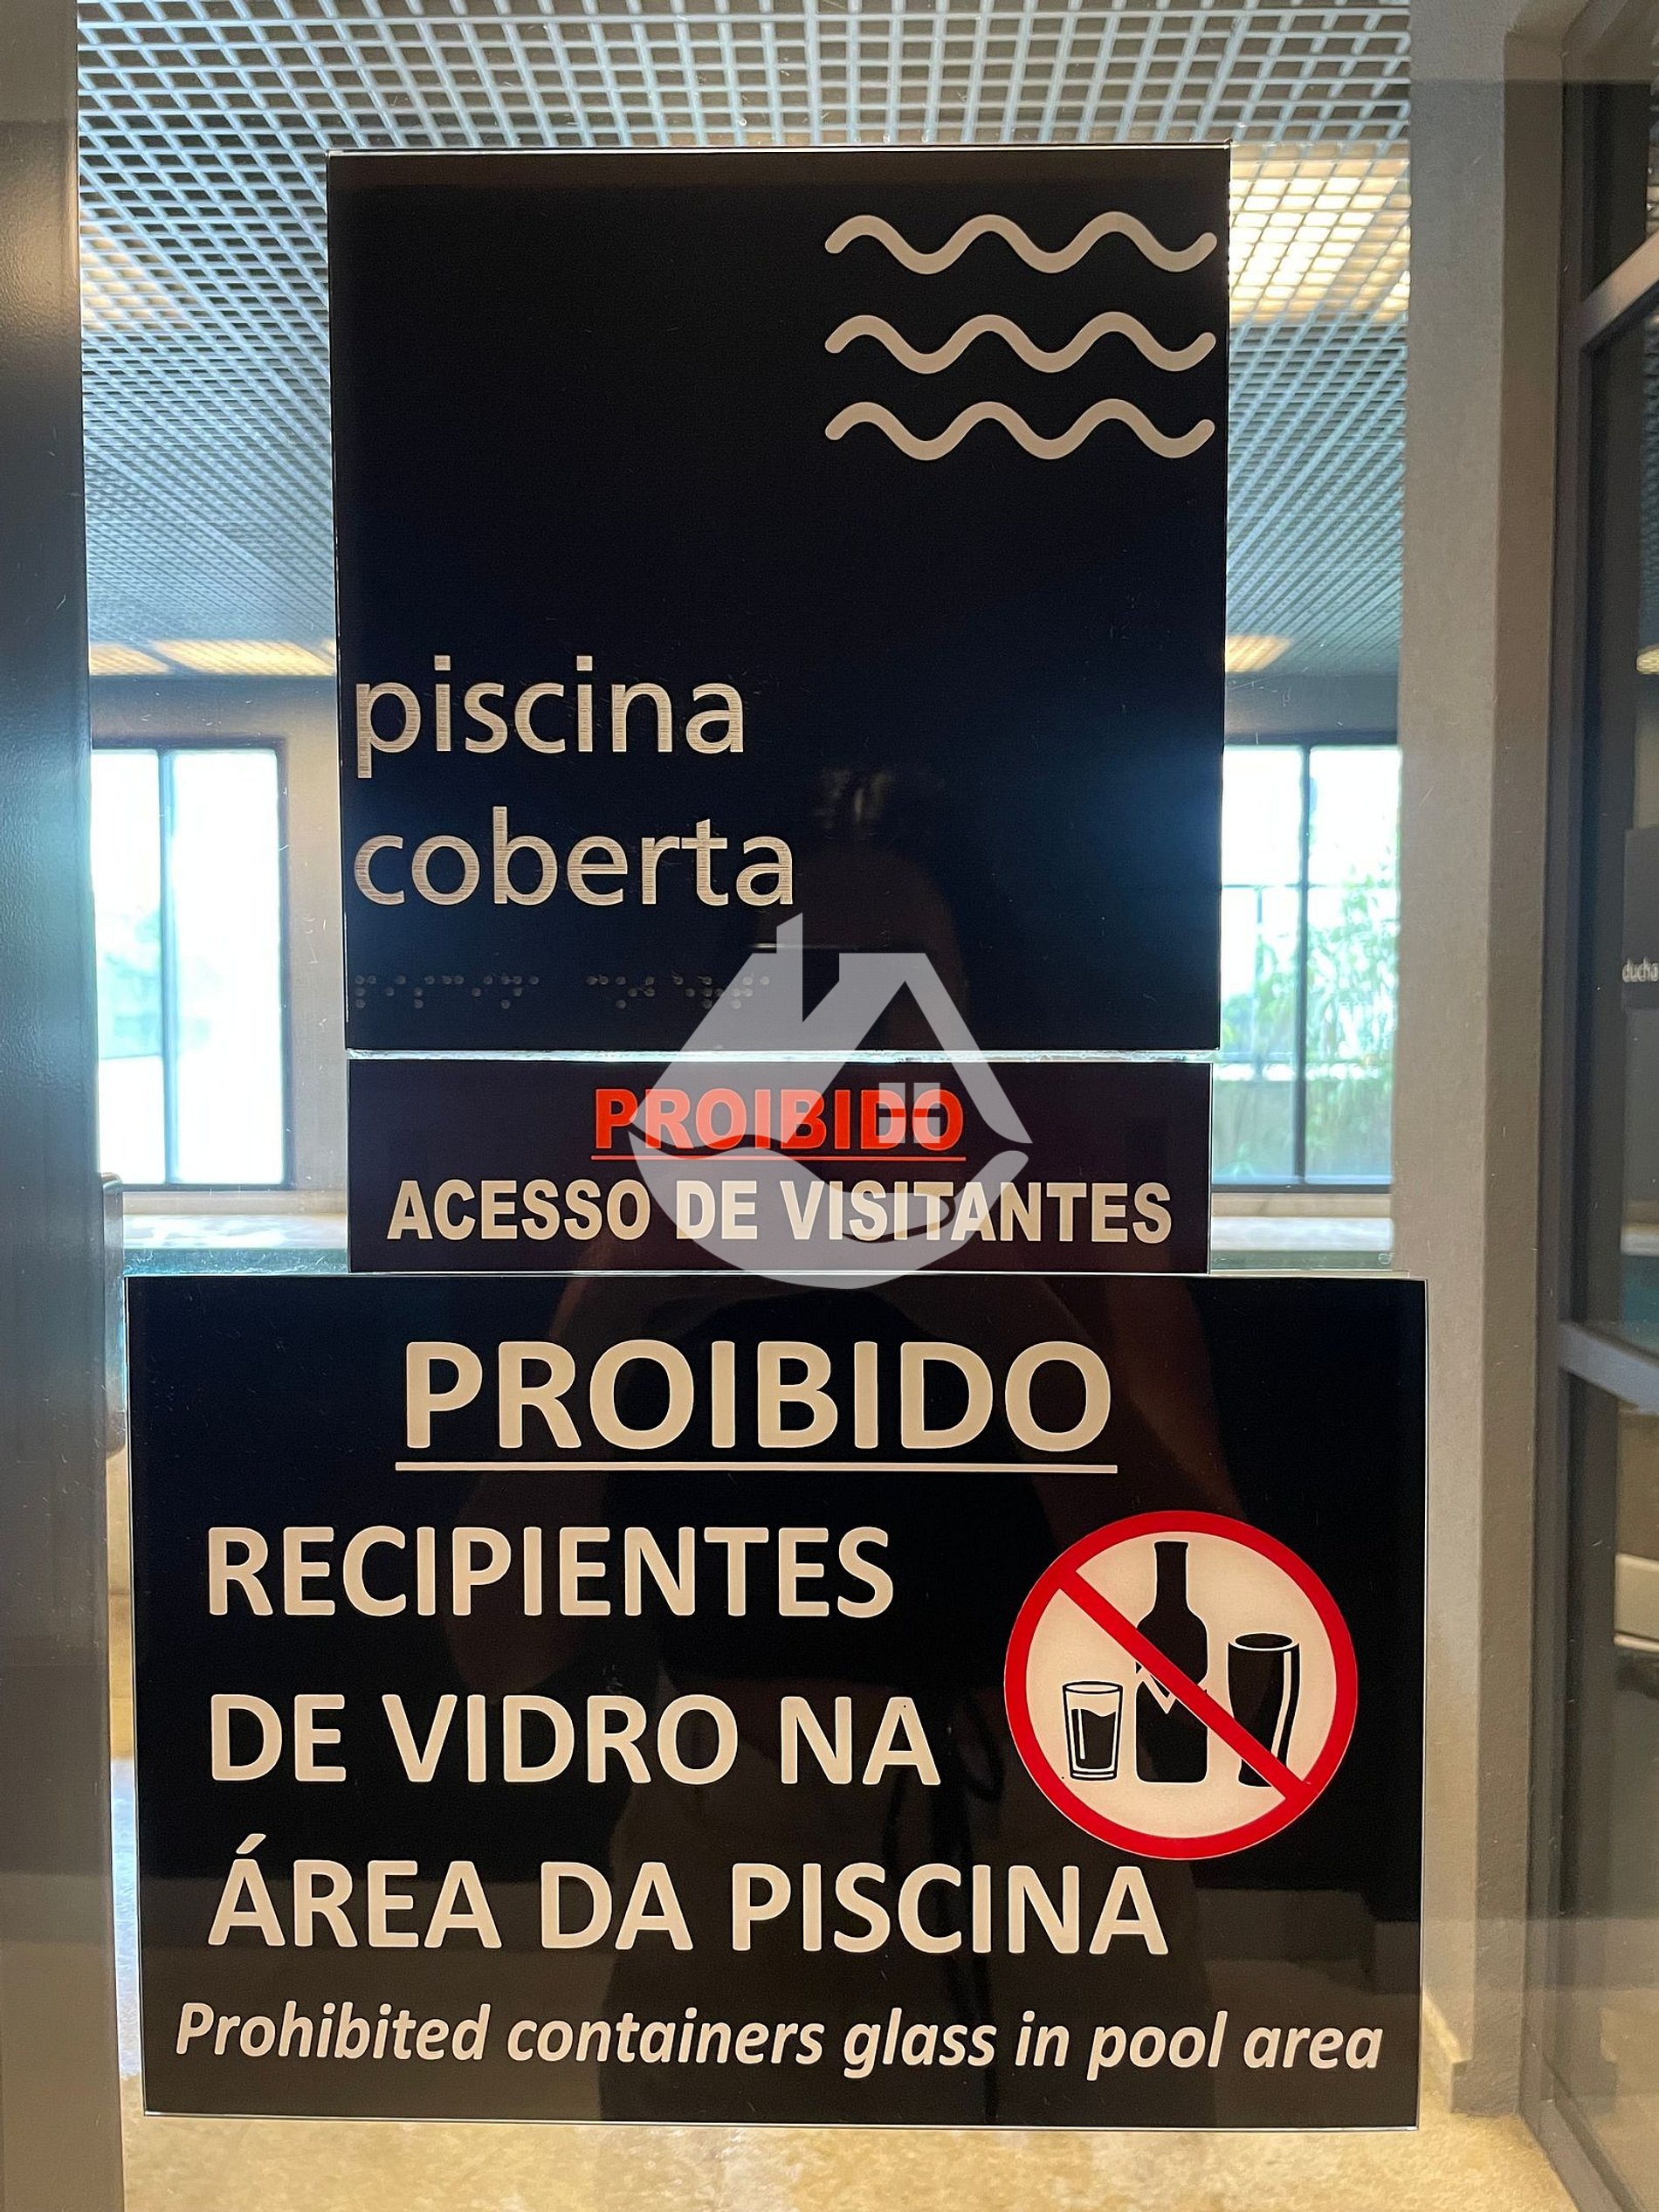 piscina
coberta
PROIBIDO
ACESSO DE VISITANTES
PROIBIDO
RECIPIENTES
DE VIDRO NA
ÁREA DA PISCINA
Prohibited containers glass in pool area
ducha